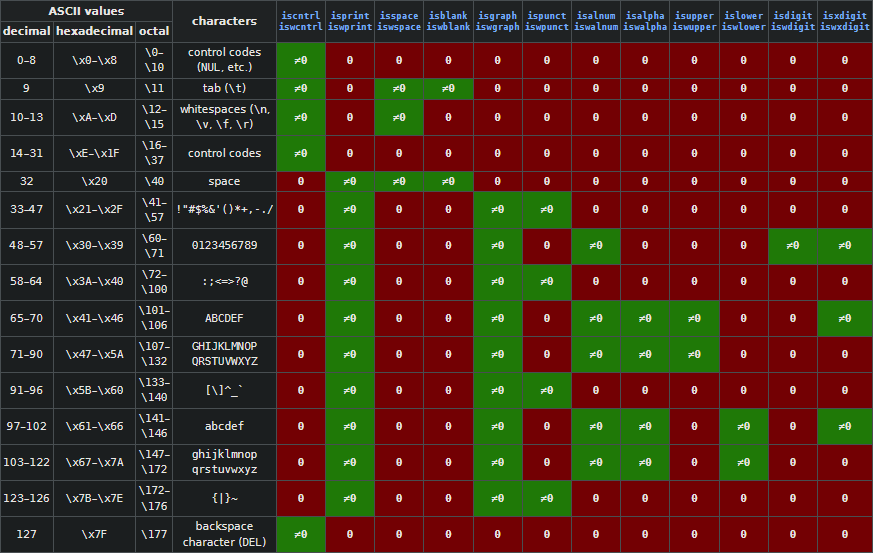 ASCII values characters iscntrl isprint isspace isblank isgraph ispunct isalnum isalpha isupper islower isdigit isxdigit
decimal hexadecimal octal iswcntrl iswprint iswspace iswblank iswgraph iswpunct iswalnum iswalpha iswupper iswlower iswdigit iswxdigit
0–8 \x0–\x8 \0–
\10 control codes
(NUL, etc.) ≠0 0 0 0 0 0 0 0 0 0 0 0
9 \x9 \11 tab (\t) ≠0 0 ≠0 ≠0 0 0 0 0 0 0 0 0
10–13 \xA–\xD \12–
\15 whitespaces (\n,
\v, \f, \r) ≠0 0 ≠0 0 0 0 0 0 0 0 0 0
14–31 \xE–\x1F \16–
\37 control codes ≠0 0 0 0 0 0 0 0 0 0 0 0
32 \x20 \40 space 0 ≠0 ≠0 ≠0 0 0 0 0 0 0 0 0
33–47 \x21–\x2F \41–
\57 !"#$%&'()*+,-./ 0 ≠0 0 0 ≠0 ≠0 0 0 0 0 0 0
48–57 \x30–\x39 \60–
\71 0123456789 0 ≠0 0 0 ≠0 0 ≠0 0 0 0 ≠0 ≠0
58–64 \x3A–\x40 \72–
\100 :;<=>?@ 0 ≠0 0 0 ≠0 ≠0 0 0 0 0 0 0
65–70 \x41–\x46 \101–
\106 ABCDEF 0 ≠0 0 0 ≠0 0 ≠0 ≠0 ≠0 0 0 ≠0
71–90 \x47–\x5A \107–
\132 GHIJKLMNOP
QRSTUVWXYZ 0 ≠0 0 0 ≠0 0 ≠0 ≠0 ≠0 0 0 0
91–96 \x5B–\x60 \133–
\140 [\]^_` 0 ≠0 0 0 ≠0 ≠0 0 0 0 0 0 0
97–102 \x61–\x66 \141–
\146 abcdef 0 ≠0 0 0 ≠0 0 ≠0 ≠0 0 ≠0 0 ≠0
103–122 \x67–\x7A \147–
\172 ghijklmnop
qrstuvwxyz 0 ≠0 0 0 ≠0 0 ≠0 ≠0 0 ≠0 0 0
123–126 \x7B–\x7E \172–
\176 {|}~ 0 ≠0 0 0 ≠0 ≠0 0 0 0 0 0 0
127 \x7F \177 backspace
character (DEL) ≠0 0 0 0 0 0 0 0 0 0 0 0